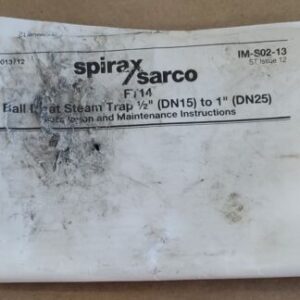 IM-S02-13
ST Issue 12
spirax
sarco
FT14
Ball Float Steam Trap ½" (DN15) to 1" (DN25)
and Maintenance Instructions